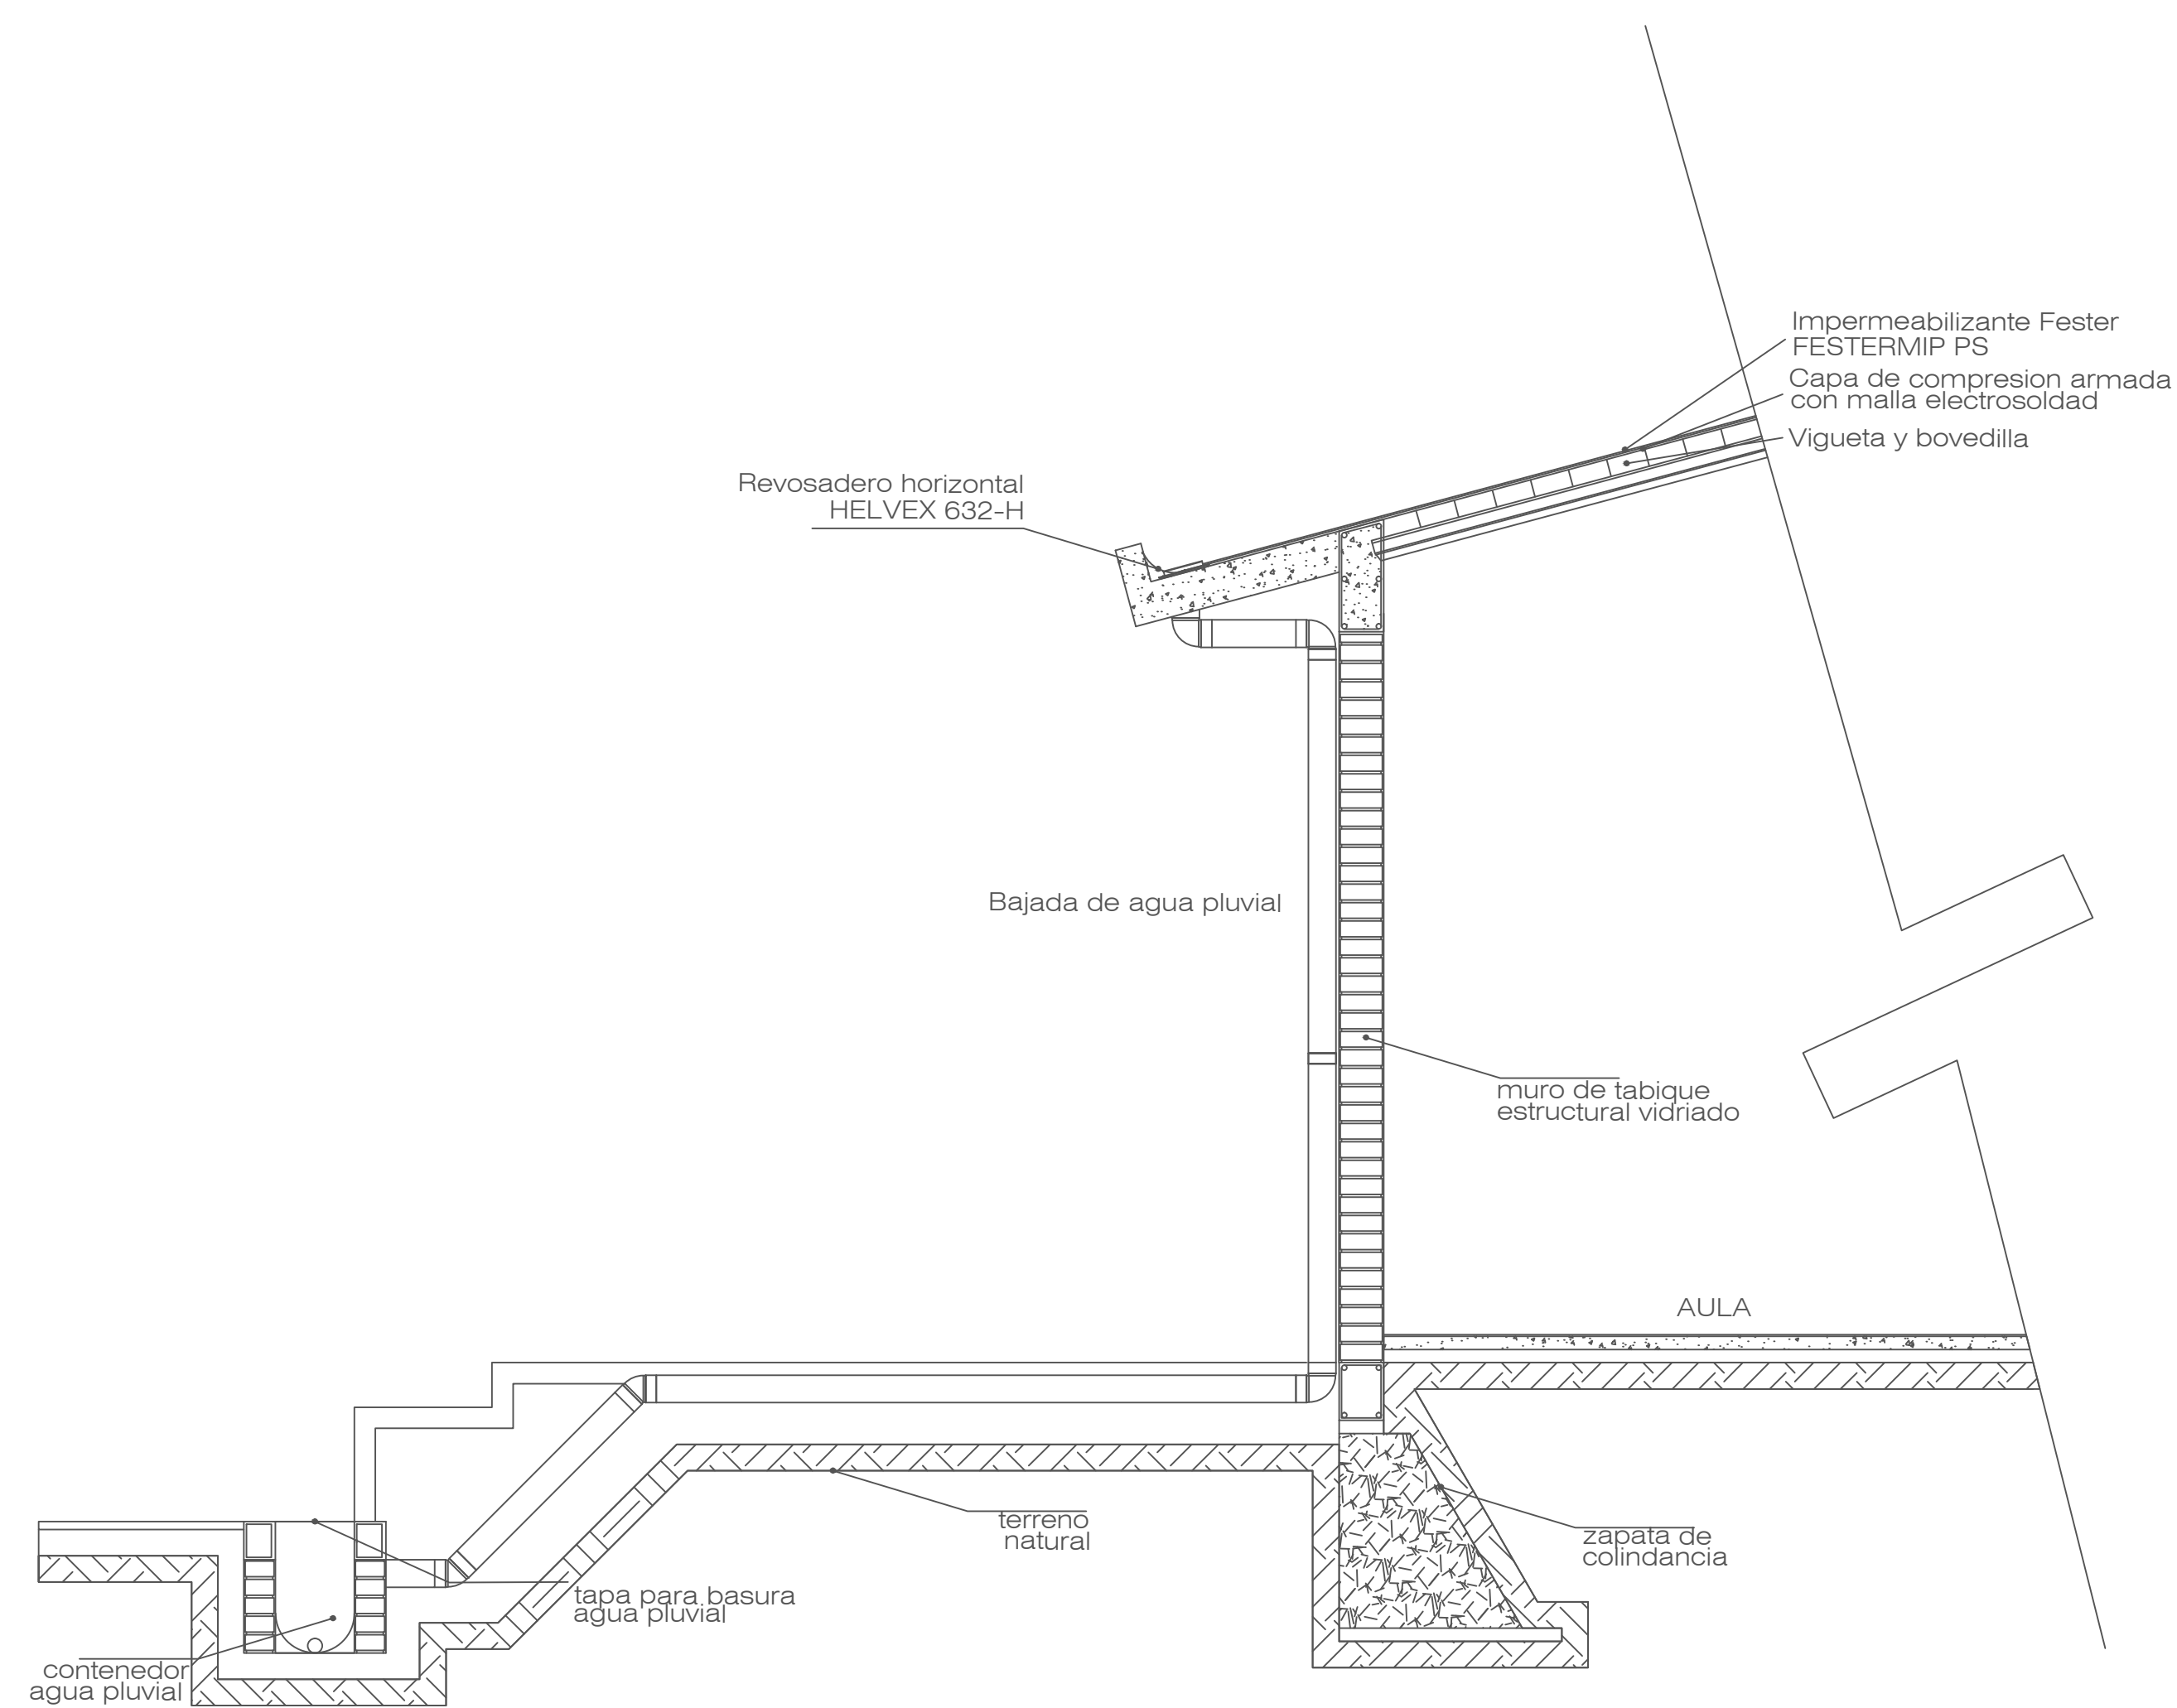 Impermeabilizante Fester
FESTERMIP PS
Capa de compresion armada
con malla electrosoldad
Vigueta y bovedilla
Revosadero horizontal
HELVEX 632-H
Bajada de agua pluvial
muro de tabique
estructural vidriado
AULA
terreno
natural
zapata de
colindancia
tapa para basura
agua pluvial
contenedor
agua pluvial